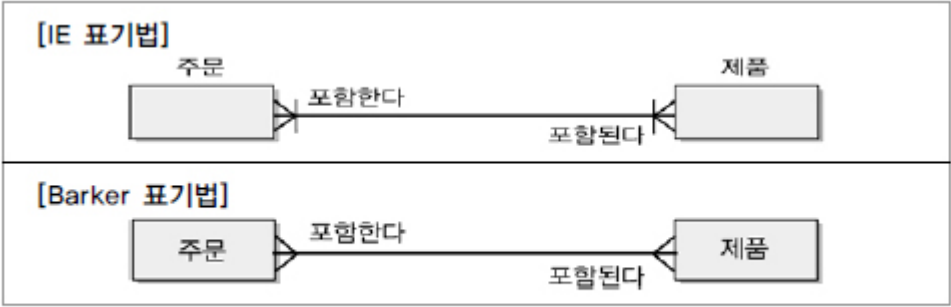 [IE 표기법]
주문
제품
포함한다
포함된다
[Barker 표기법]
주문
포함한다
제품
포함된다